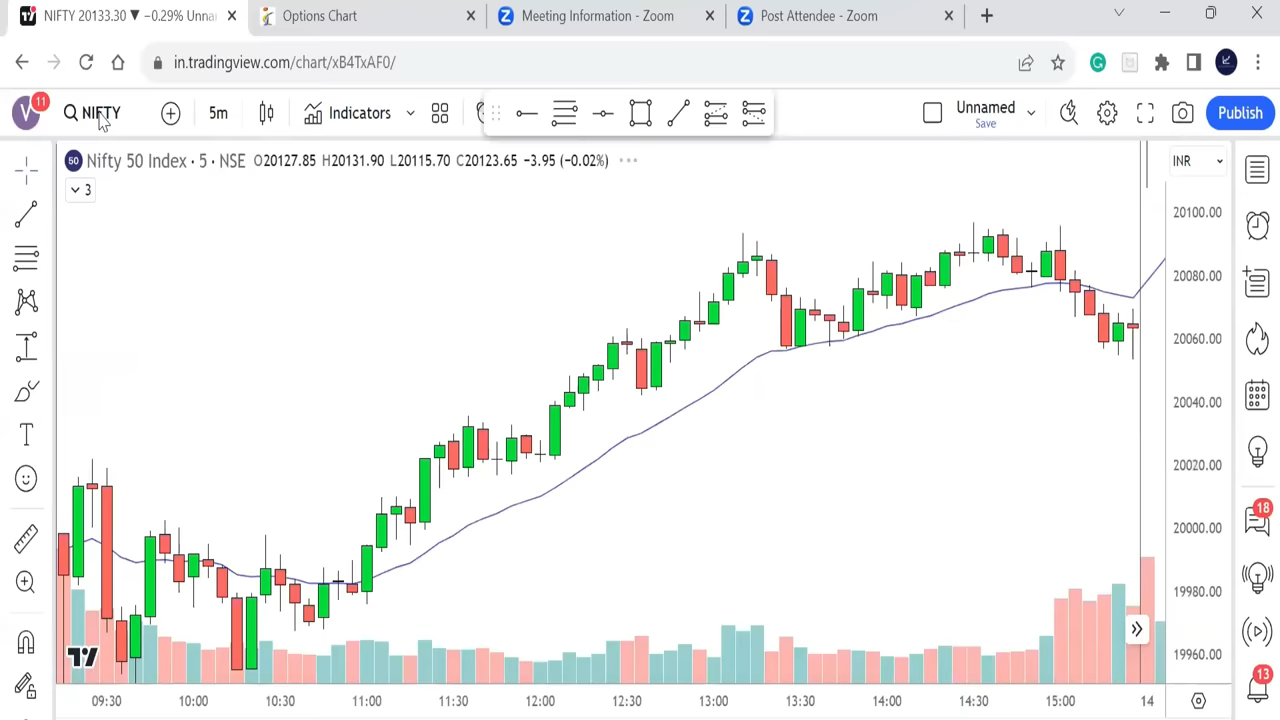 NIFTY 20133.30 ▼ −0.29% Unna
Options Chart
Meeting Information - Zoom
Post Attendee - Zoom
in.tradingview.com/chart/xB4TxAF0/
V
11
NIFTY
5m
Indicators
Unnamed
Save
Publish
50
Nifty 50 Index · 5 · NSE O20127.85 H20131.90 L20115.70 C20123.65 −3.95 (−0.02%)
INR
3
20100.00
20080.00
20060.00
20040.00
20020.00
20000.00
19980.00
19960.00
18
13
09:30 10:00 10:30 11:00 11:30 12:00 12:30 13:00 13:30 14:00 14:30 15:00 14